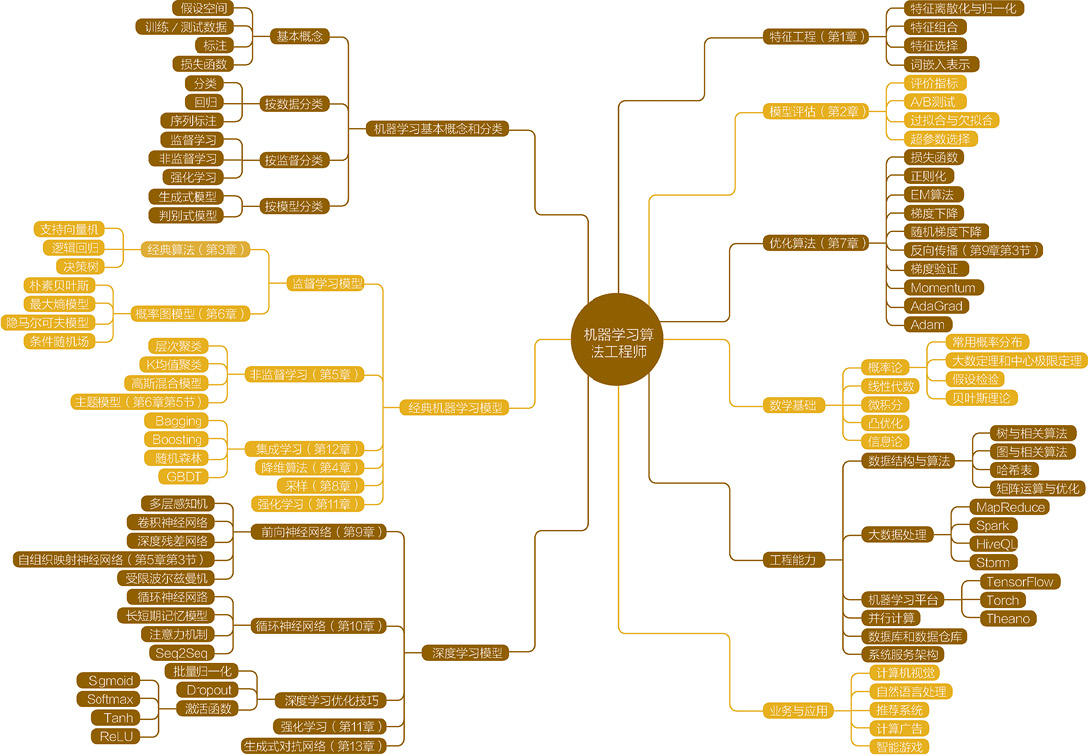 机器学习算
法工程师
机器学习基本概念和分类
基本概念
假设空间
训练/测试数据
标注
损失函数
按数据分类
分类
回归
序列标注
按监督分类
监督学习
非监督学习
强化学习
按模型分类
生成式模型
判别式模型
经典机器学习模型
监督学习模型
经典算法(第3章)
支持向量机
逻辑回归
决策树
概率图模型(第6章)
朴素贝叶斯
最大熵模型
隐马尔可夫模型
条件随机场
非监督学习(第5章)
层次聚类
K均值聚类
高斯混合模型
主题模型(第6章第5节)
集成学习(第12章)
Bagging
Boosting
随机森林
GBDT
降维算法(第4章)
采样(第8章)
强化学习(第11章)
深度学习模型
前向神经网络(第9章)
多层感知机
卷积神经网络
深度残差网络
自组织映射神经网络(第5章第3节)
受限玻尔兹曼机
循环神经网络(第10章)
循环神经网路
长短期记忆模型
注意力机制
Seq2Seq
深度学习优化技巧
批量归一化
Dropout
激活函数
Sigmoid
Softmax
Tanh
ReLU
强化学习(第11章)
生成式对抗网络(第13章)
特征工程(第1章)
特征离散化与归一化
特征组合
特征选择
词嵌入表示
模型评估(第2章)
评价指标
A/B测试
过拟合与欠拟合
超参数选择
优化算法(第7章)
损失函数
正则化
EM算法
梯度下降
随机梯度下降
反向传播(第9章第3节)
梯度验证
Momentum
AdaGrad
Adam
数学基础
概率论
常用概率分布
大数定理和中心极限定理
假设检验
贝叶斯理论
线性代数
微积分
凸优化
信息论
工程能力
数据结构与算法
树与相关算法
图与相关算法
哈希表
矩阵运算与优化
大数据处理
MapReduce
Spark
HiveQL
Storm
机器学习平台
TensorFlow
Torch
Theano
并行计算
数据库和数据仓库
系统服务架构
业务与应用
计算机视觉
自然语言处理
推荐系统
计算广告
智能游戏